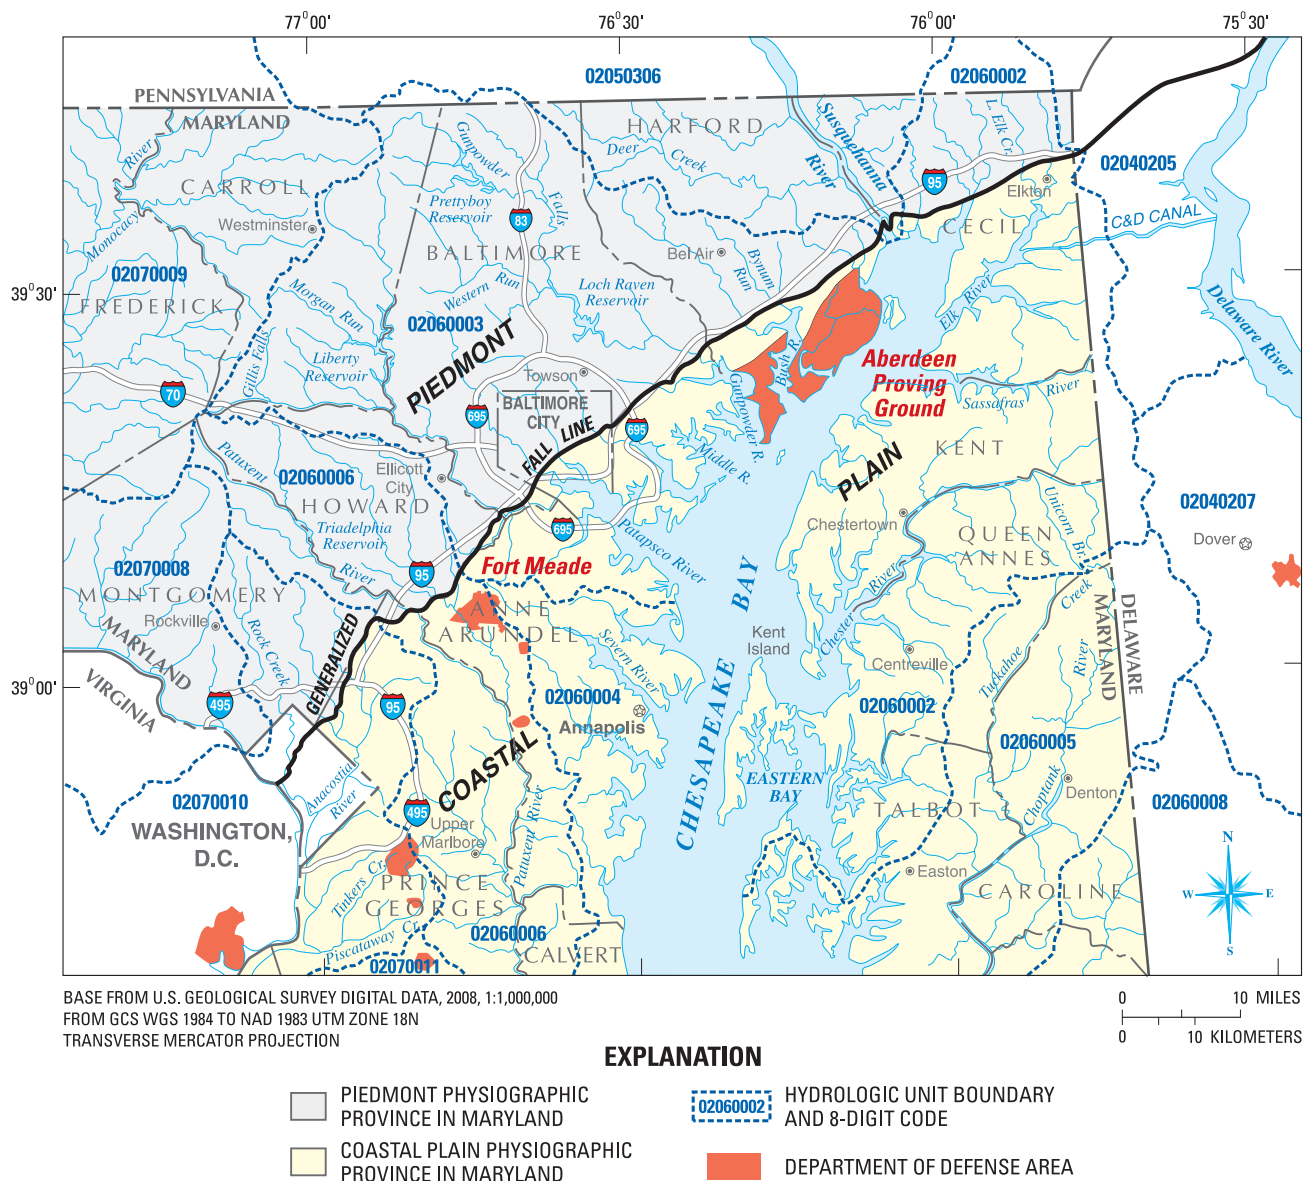 77°00'
76°30'
76°00'
75°30'
02050306
02060002
PENNSYLVANIA
MARYLAND
HARFORD
Susquehanna
River
L. Elk Cr.
Gunpowder
Falls
Deer
Creek
River
Monocacy
CARROLL
Westminster
Prettyboy
Reservoir
83
95
Elkton
02040205
CECIL
C&D CANAL
BALTIMORE
Bel Air
Bynum
Run
02070009
FREDERICK
39°30'
Morgan Run
Western Run
Loch Raven
Reservoir
Elk River
Delaware River
02060003
PIEDMONT
Gillis Falls
Liberty
Reservoir
Bush R.
Gunpowder R.
Aberdeen
Proving
Ground
Sassafras
River
70
Towson
BALTIMORE
CITY
695
695
FALL LINE
KENT
Middle R.
PLAIN
Patuxent
02060006
Ellicott
City
HOWARD
Triadelphia
Reservoir
River
695
Patapsco River
Chestertown
Unicorn Br.
QUEEN
ANNES
02040207
Dover
02070008
MONTGOMERY
Rockville
95
Fort Meade
ANNE
ARUNDEL
CHESAPEAKE BAY
Kent
Island
Chester River
Creek
Tuckahoe
River
MARYLAND
DELAWARE
Rock Creek
MARYLAND
VIRGINIA
GENERALIZED
Severn River
Centreville
39°00'
495
95
02060004
Annapolis
02060002
02060005
COASTAL
EASTERN
BAY
02070010
WASHINGTON,
D.C.
Anacostia
River
495
Upper
Marlboro
Patuxent River
TALBOT
Choptank
Denton
02060008
Tinkers Cr.
PRINCE
GEORGES
Easton
CAROLINE
N
W
E
S
Piscataway Cr.
02060006
CALVERT
02070011
BASE FROM U.S. GEOLOGICAL SURVEY DIGITAL DATA, 2008, 1:1,000,000
FROM GCS WGS 1984 TO NAD 1983 UTM ZONE 18N
TRANSVERSE MERCATOR PROJECTION
0 10 MILES
0 10 KILOMETERS
EXPLANATION
PIEDMONT PHYSIOGRAPHIC
PROVINCE IN MARYLAND
COASTAL PLAIN PHYSIOGRAPHIC
PROVINCE IN MARYLAND
02060002
HYDROLOGIC UNIT BOUNDARY
AND 8-DIGIT CODE
DEPARTMENT OF DEFENSE AREA